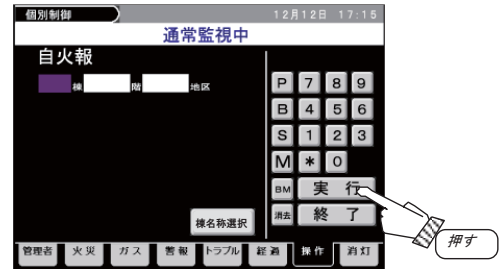 個別制御 12月12日 17:15
通常監視中
自火報
棟 階 地区
P 7 8 9
B 4 5 6
S 1 2 3
M * 0
BM 実 行
消去 終 了
棟名称選択
押す
管理者 火災 ガス 警報 トラブル 経過 操作 消灯